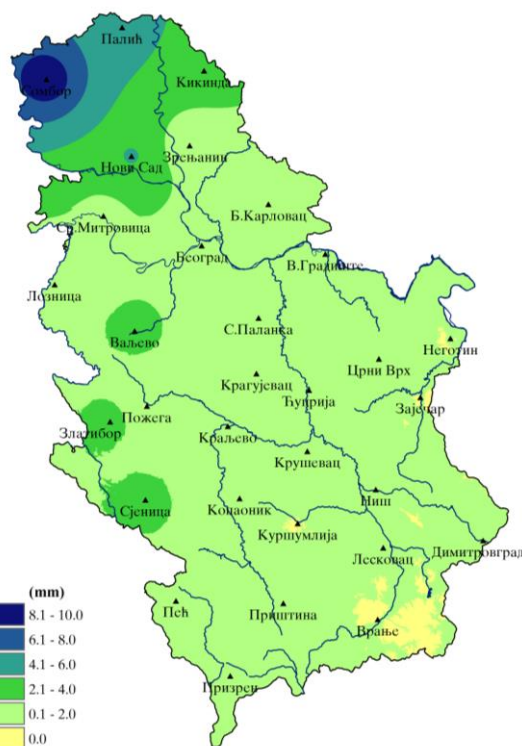 Палић
Кикинда
Сомбор
Зрењанин
Нови Сад
Б.Карловац
Ср.Митровица
Београд
В.Градиште
Лозница
С.Паланка
Ваљево
Неготин
Црни Врх
Крагујевац
Ћуприја
Зајечар
Пожега
Златибор
Краљево
Крушевац
Сјеница
Копаоник
Ниш
Куршумлија
Димитровград
Лесковац
(mm)
8.1 - 10.0
6.1 - 8.0
4.1 - 6.0
2.1 - 4.0
0.1 - 2.0
0.0
Пећ
Приштина
Врање
Призрен